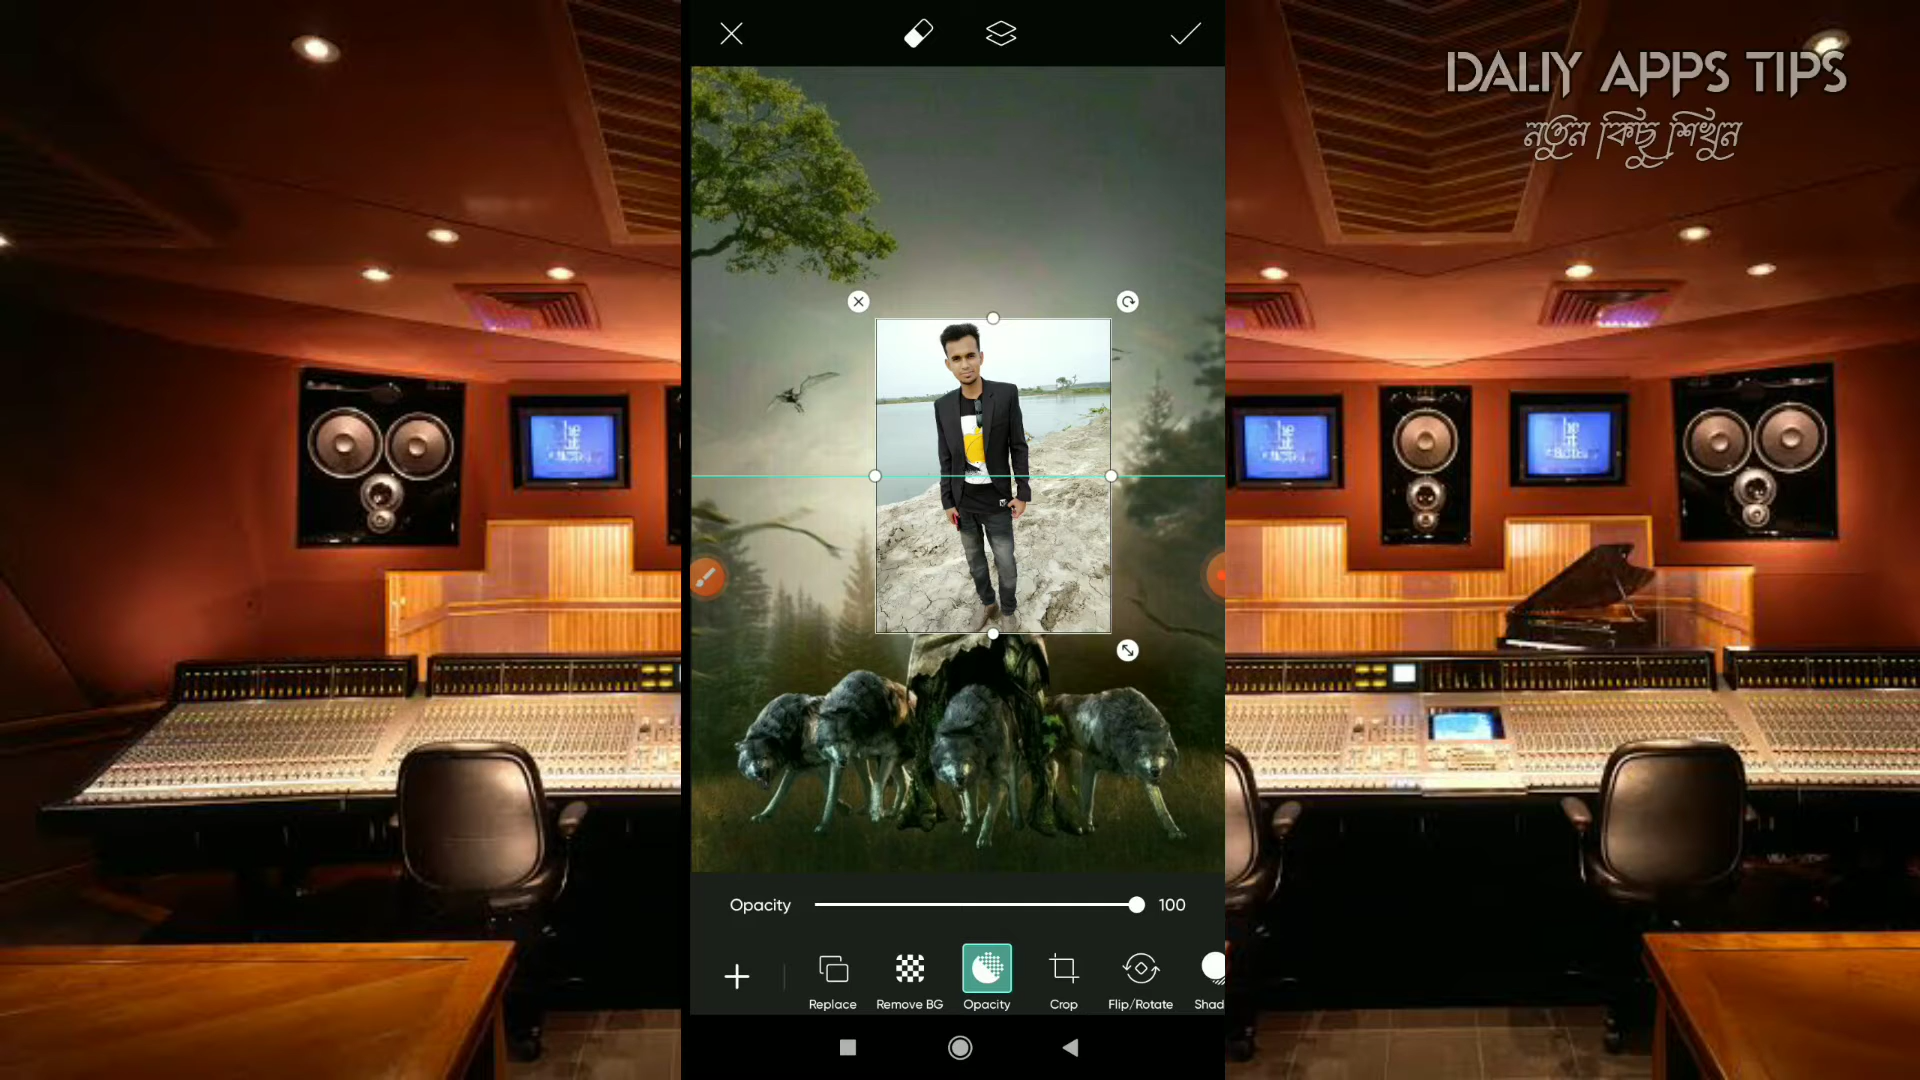 DALIY APPS TIPS
নতুন কিছু শিখুন
Opacity 100
Replace Remove BG Opacity Crop Flip/Rotate Shad